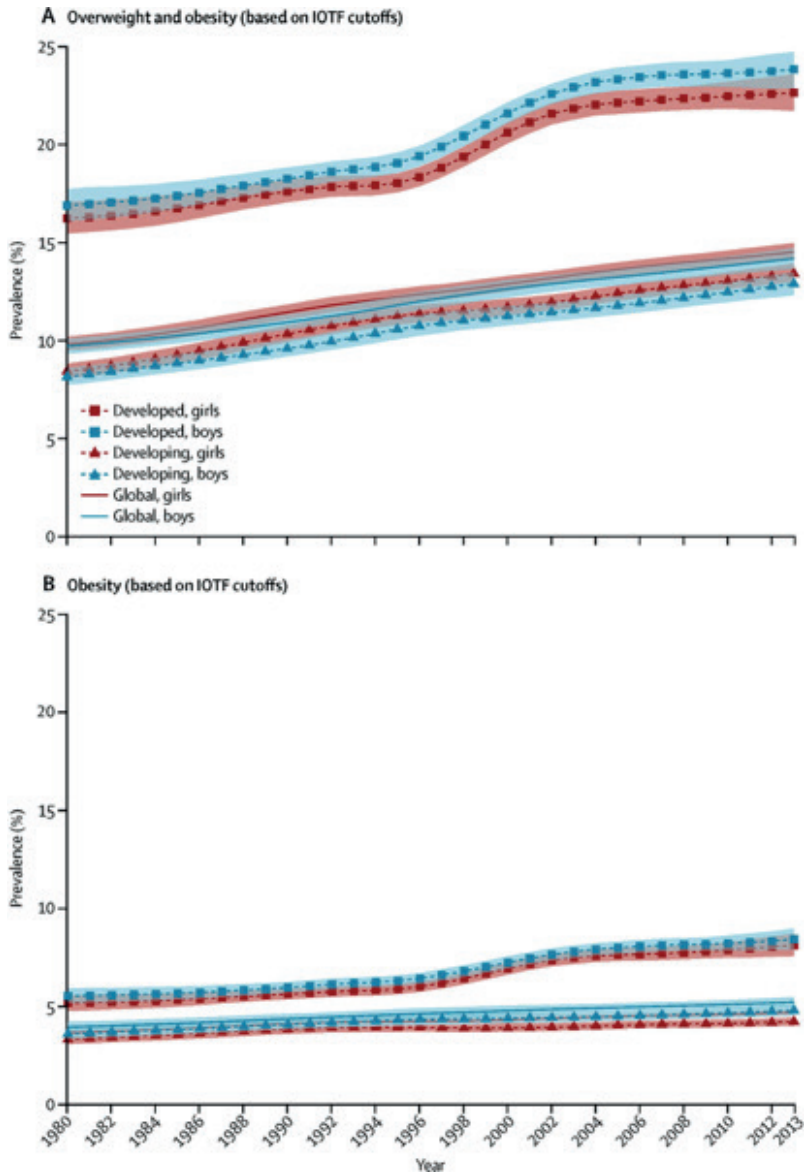 A Overweight and obesity (based on IOTF cutoffs)
25
20
15
10
5
0
Prevalence (%)
Developed, girls
Developed, boys
Developing, girls
Developing, boys
Global, girls
Global, boys
B Obesity (based on IOTF cutoffs)
25
20
15
10
5
0
Prevalence (%)
1980 1982 1984 1986 1988 1990 1992 1994 1996 1998 2000 2002 2004 2006 2008 2010 2012 2013
Year